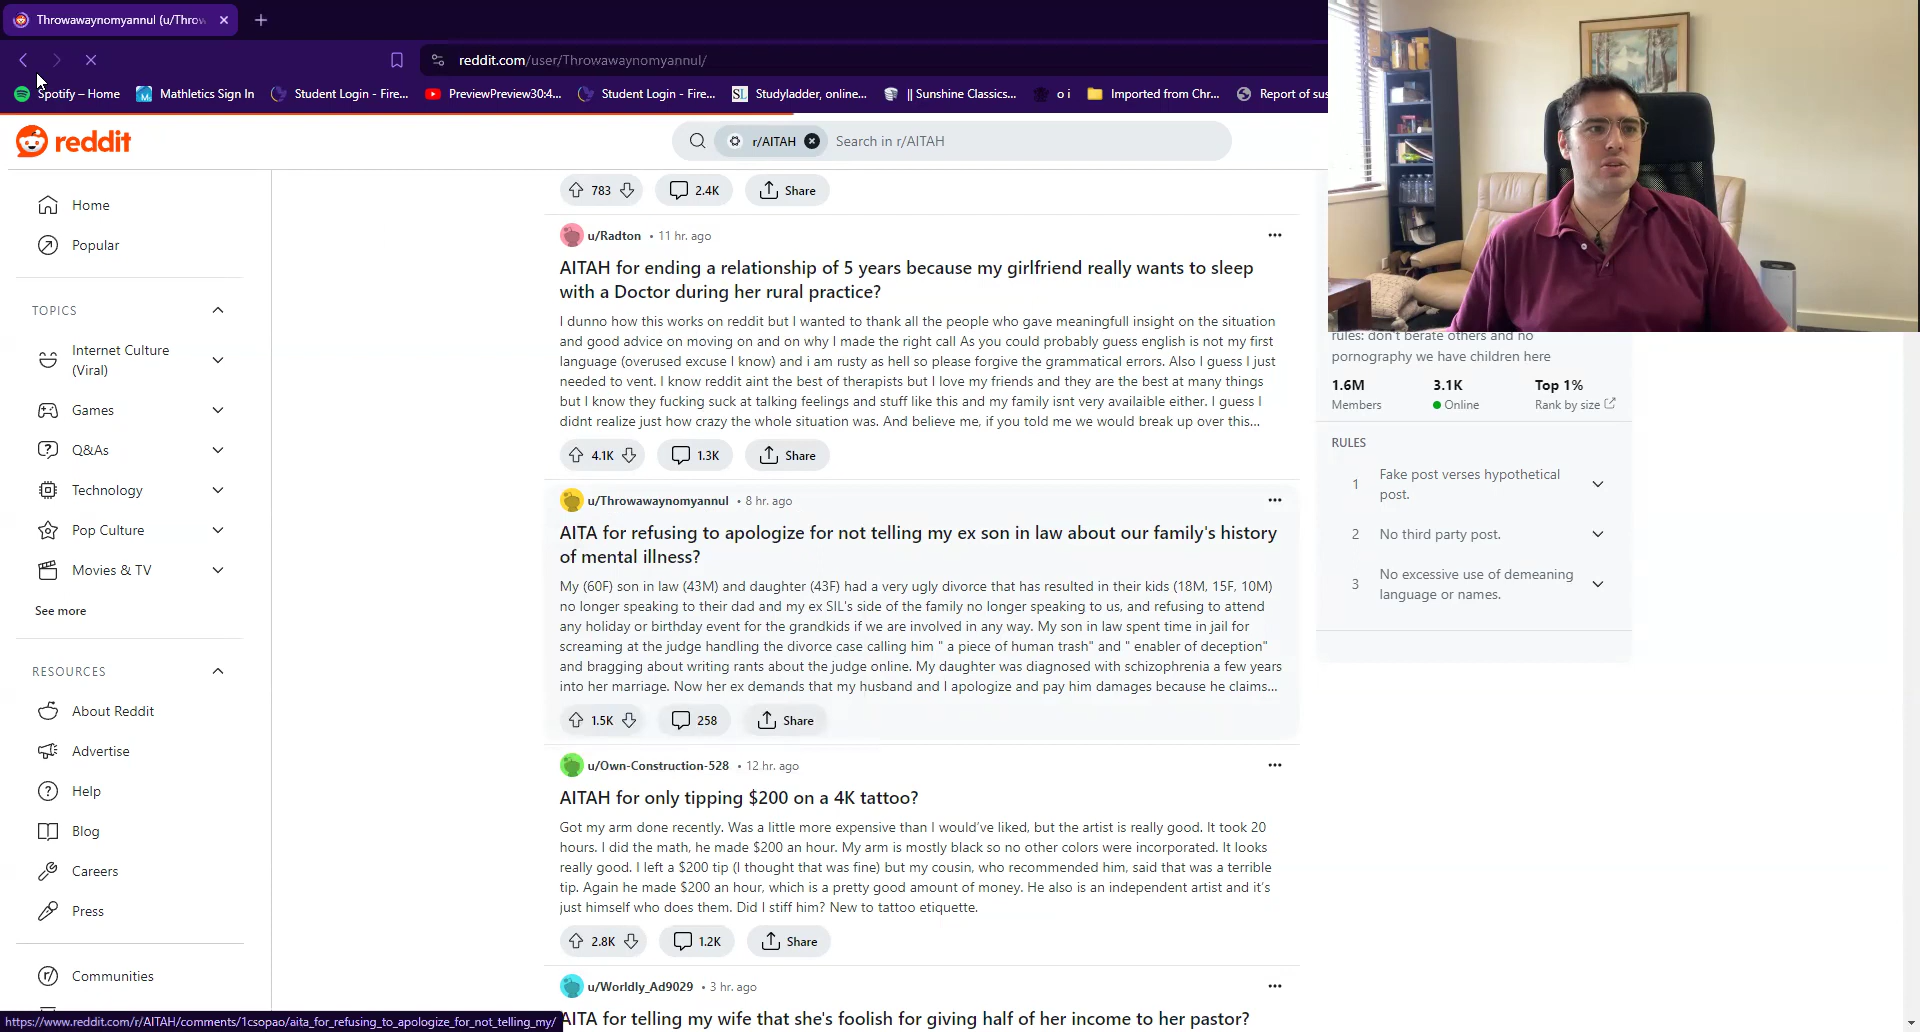 Throwawaynomyannul (u/Throw
reddit.com/user/Throwawaynomyannul/
Spotify – Home
Mathletics Sign In
Student Login - Fire...
PreviewPreview30:4...
Student Login - Fire...
Studyladder, online...
|| Sunshine Classics...
o i
Imported from Chr...
Report of sus
reddit
r/AITAH
Search in r/AITAH
Home
Popular
TOPICS
Internet Culture
(Viral)
Games
Q&As
Technology
Pop Culture
Movies & TV
See more
RESOURCES
About Reddit
Advertise
Help
Blog
Careers
Press
Communities
783
2.4K
Share
u/Radton • 11 hr. ago
AITAH for ending a relationship of 5 years because my girlfriend really wants to sleep
with a Doctor during her rural practice?
I dunno how this works on reddit but I wanted to thank all the people who gave meaningfull insight on the situation
and good advice on moving on and on why I made the right call As you could probably guess english is not my first
language (overused excuse I know) and i am rusty as hell so please forgive the grammatical errors. Also I guess I just
needed to vent. I know reddit aint the best of therapists but I love my friends and they are the best at many things
but I know they fucking suck at talking feelings and stuff like this and my family isnt very availaible either. I guess I
didnt realize just how crazy the whole situation was. And believe me, if you told me we would break up over this...
4.1K
1.3K
Share
u/Throwawaynomyannul • 8 hr. ago
AITA for refusing to apologize for not telling my ex son in law about our family's history
of mental illness?
My (60F) son in law (43M) and daughter (43F) had a very ugly divorce that has resulted in their kids (18M, 15F, 10M)
no longer speaking to their dad and my ex SIL's side of the family no longer speaking to us, and refusing to attend
any holiday or birthday event for the grandkids if we are involved in any way. My son in law spent time in jail for
screaming at the judge handling the divorce case calling him " a piece of human trash" and " enabler of deception"
and bragging about writing rants about the judge online. My daughter was diagnosed with schizophrenia a few years
into her marriage. Now her ex demands that my husband and I apologize and pay him damages because he claims...
1.5K
258
Share
u/Own-Construction-528 • 12 hr. ago
AITAH for only tipping $200 on a 4K tattoo?
Got my arm done recently. Was a little more expensive than I would've liked, but the artist is really good. It took 20
hours. I did the math, he made $200 an hour. My arm is mostly black so no other colors were incorporated. It looks
really good. I left a $200 tip (I thought that was fine) but my cousin, who recommended him, said that was a terrible
tip. Again he made $200 an hour, which is a pretty good amount of money. He also is an independent artist and it's
just himself who does them. Did I stiff him? New to tattoo etiquette.
2.8K
1.2K
Share
u/Worldly_Ad9029 • 3 hr. ago
AITA for telling my wife that she's foolish for giving half of her income to her pastor?
rules: don't berate others and no
pornography we have children here
1.6M
Members
3.1K
Online
Top 1%
Rank by size
RULES
1 Fake post verses hypothetical
post.
2 No third party post.
3 No excessive use of demeaning
language or names.
https://www.reddit.com/r/AITAH/comments/1csopao/aita_for_refusing_to_apologize_for_not_telling_my/